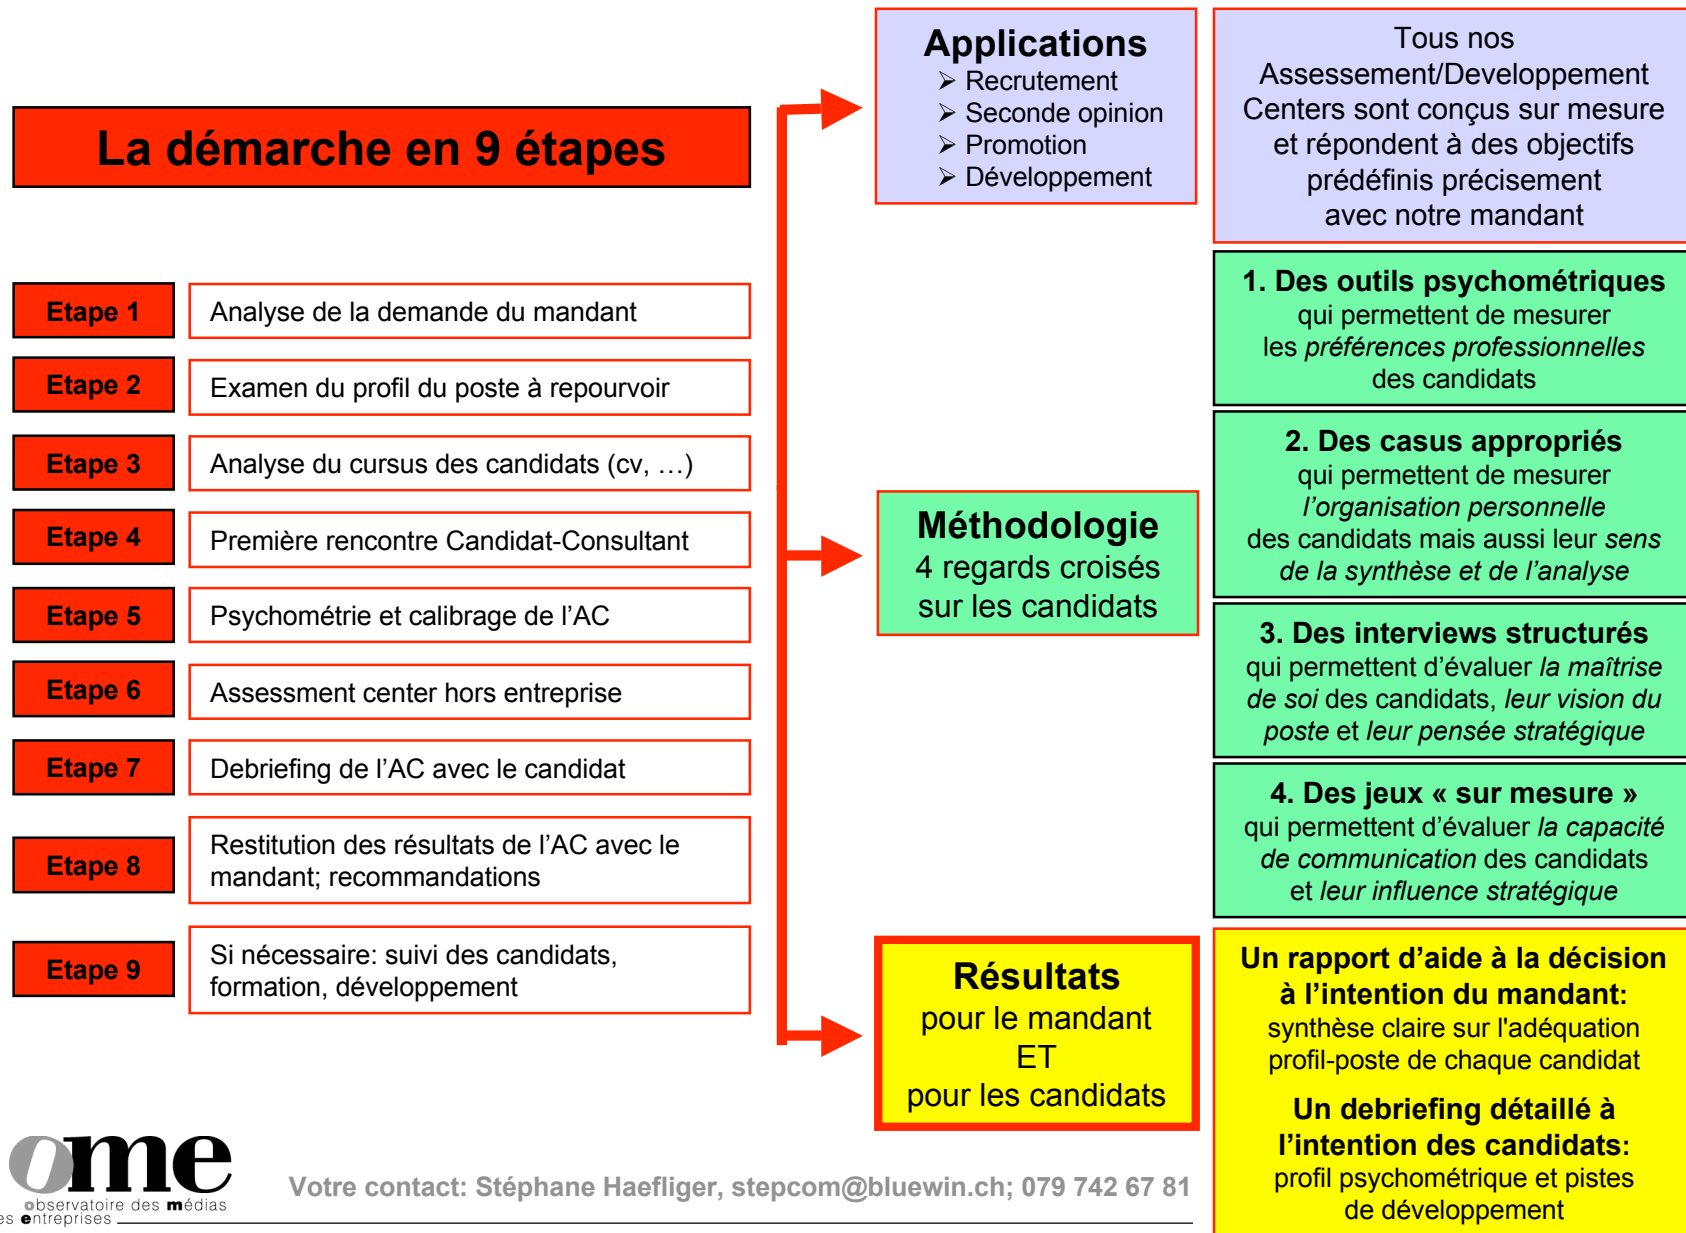 La démarche en 9 étapes
Etape 1
Analyse de la demande du mandant
Etape 2
Examen du profil du poste à repourvoir
Etape 3
Analyse du cursus des candidats (cv, …)
Etape 4
Première rencontre Candidat-Consultant
Etape 5
Psychométrie et calibrage de l’AC
Etape 6
Assessment center hors entreprise
Etape 7
Debriefing de l’AC avec le candidat
Etape 8
Restitution des résultats de l’AC avec le
mandant; recommandations
Etape 9
Si nécessaire: suivi des candidats,
formation, développement
Applications
➢ Recrutement
➢ Seconde opinion
➢ Promotion
➢ Développement
Tous nos
Assessement/Developpement
Centers sont conçus sur mesure
et répondent à des objectifs
prédéfinis précisement
avec notre mandant
Méthodologie
4 regards croisés
sur les candidats
1. Des outils psychométriques
qui permettent de mesurer
les préférences professionnelles
des candidats
2. Des casus appropriés
qui permettent de mesurer
l’organisation personnelle
des candidats mais aussi leur sens
de la synthèse et de l’analyse
3. Des interviews structurés
qui permettent d’évaluer la maîtrise
de soi des candidats, leur vision du
poste et leur pensée stratégique
4. Des jeux « sur mesure »
qui permettent d’évaluer la capacité
de communication des candidats
et leur influence stratégique
Résultats
pour le mandant
ET
pour les candidats
Un rapport d’aide à la décision
à l’intention du mandant:
synthèse claire sur l'adéquation
profil-poste de chaque candidat
Un debriefing détaillé à
l’intention des candidats:
profil psychométrique et pistes
de développement
ome
observatoire des médias
es entreprises
Votre contact: Stéphane Haefliger, stepcom@bluewin.ch; 079 742 67 81